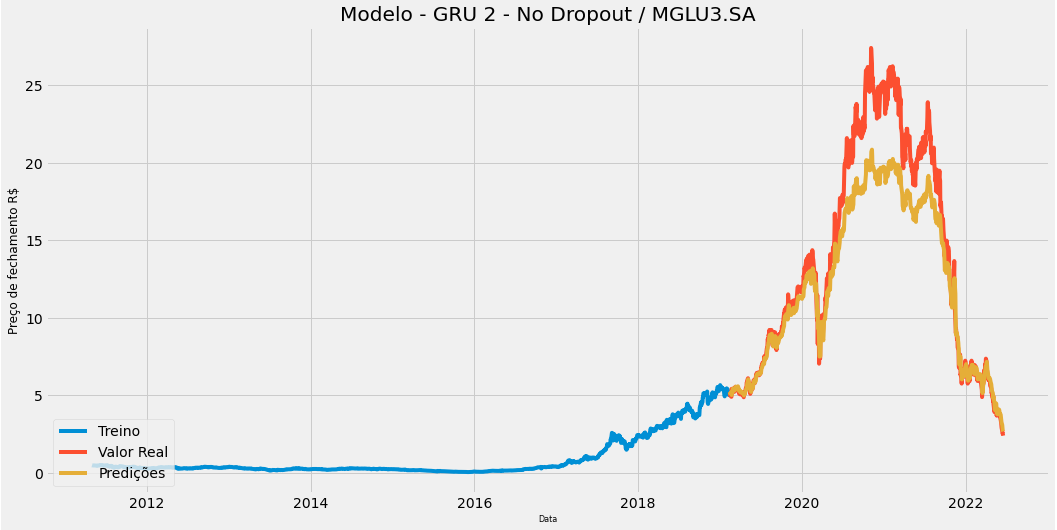 Modelo - GRU 2 - No Dropout / MGLU3.SA
Preço de fechamento R$
25
20
15
10
5
0
Treino
Valor Real
Predições
2012
2014
2016
2018
2020
2022
Data